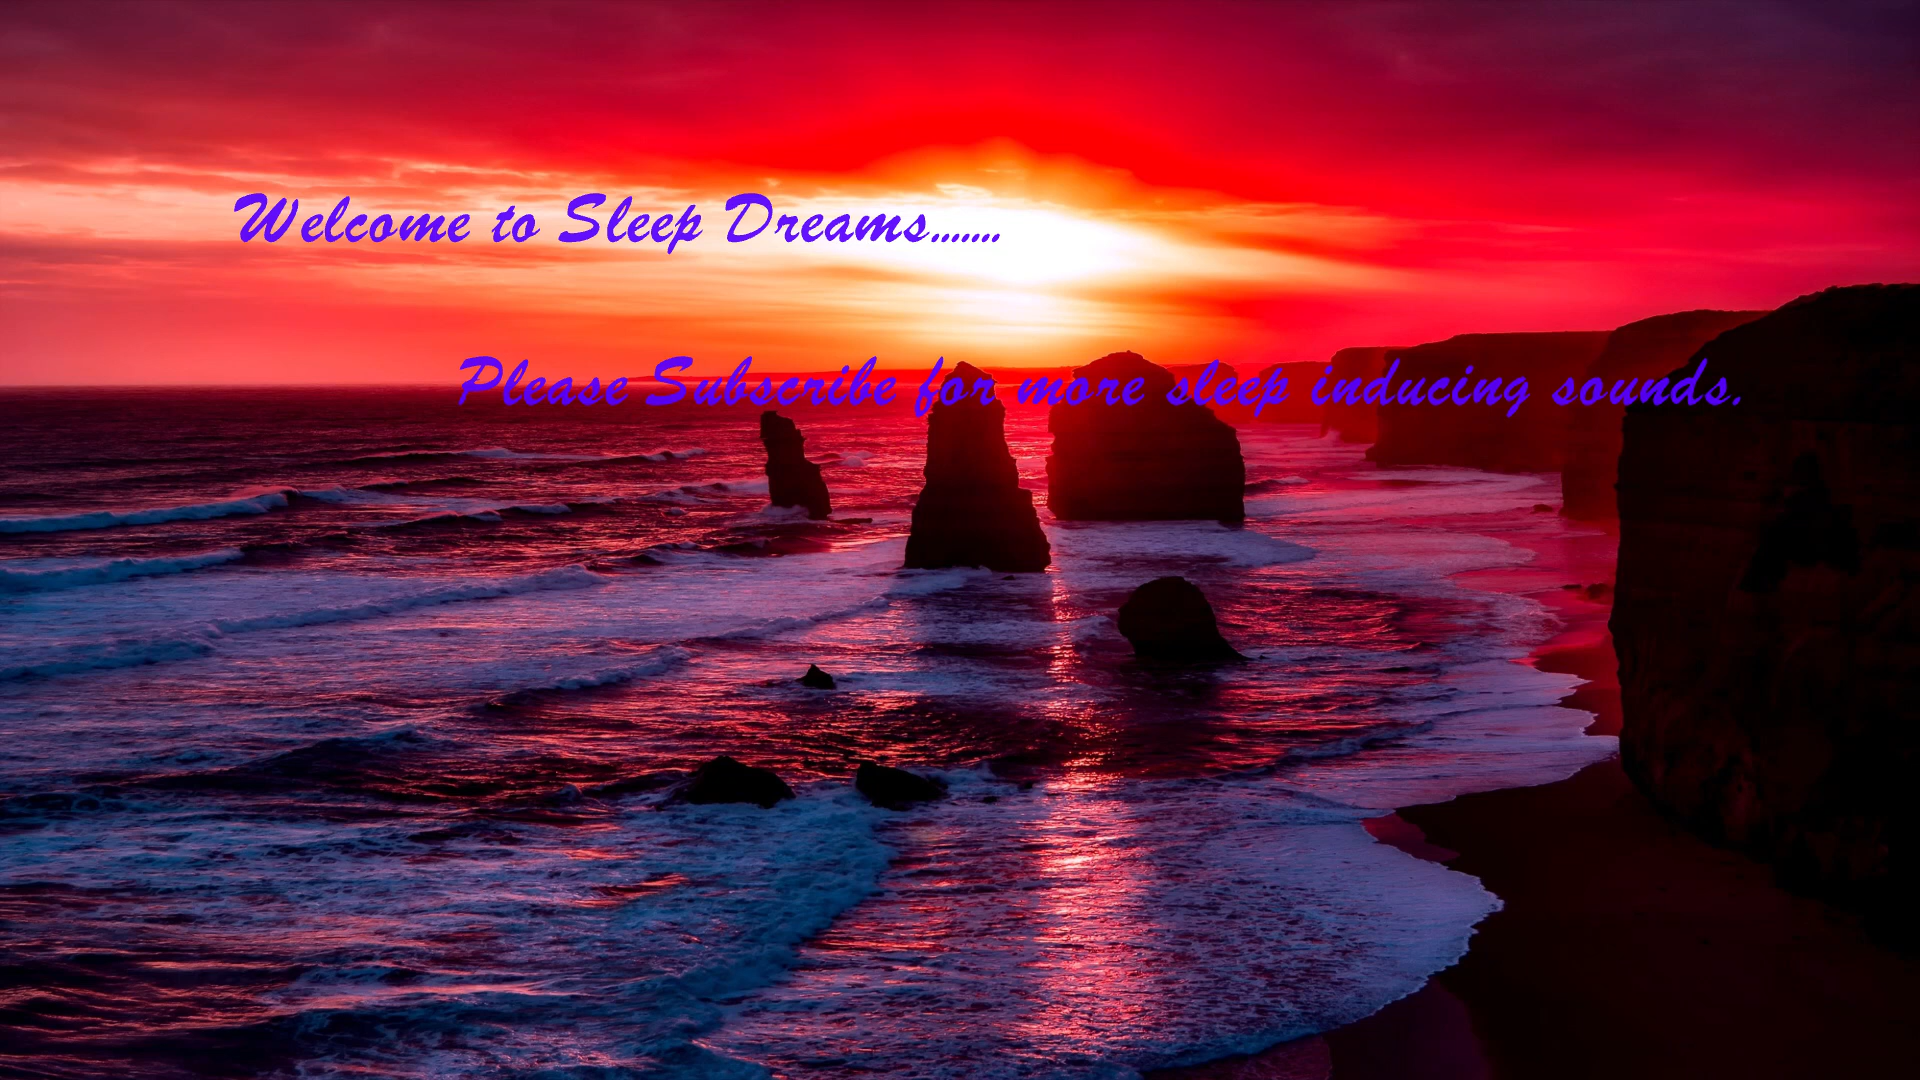 Welcome to Sleep Dreams.......
Please Subscribe for more sleep inducing sounds.